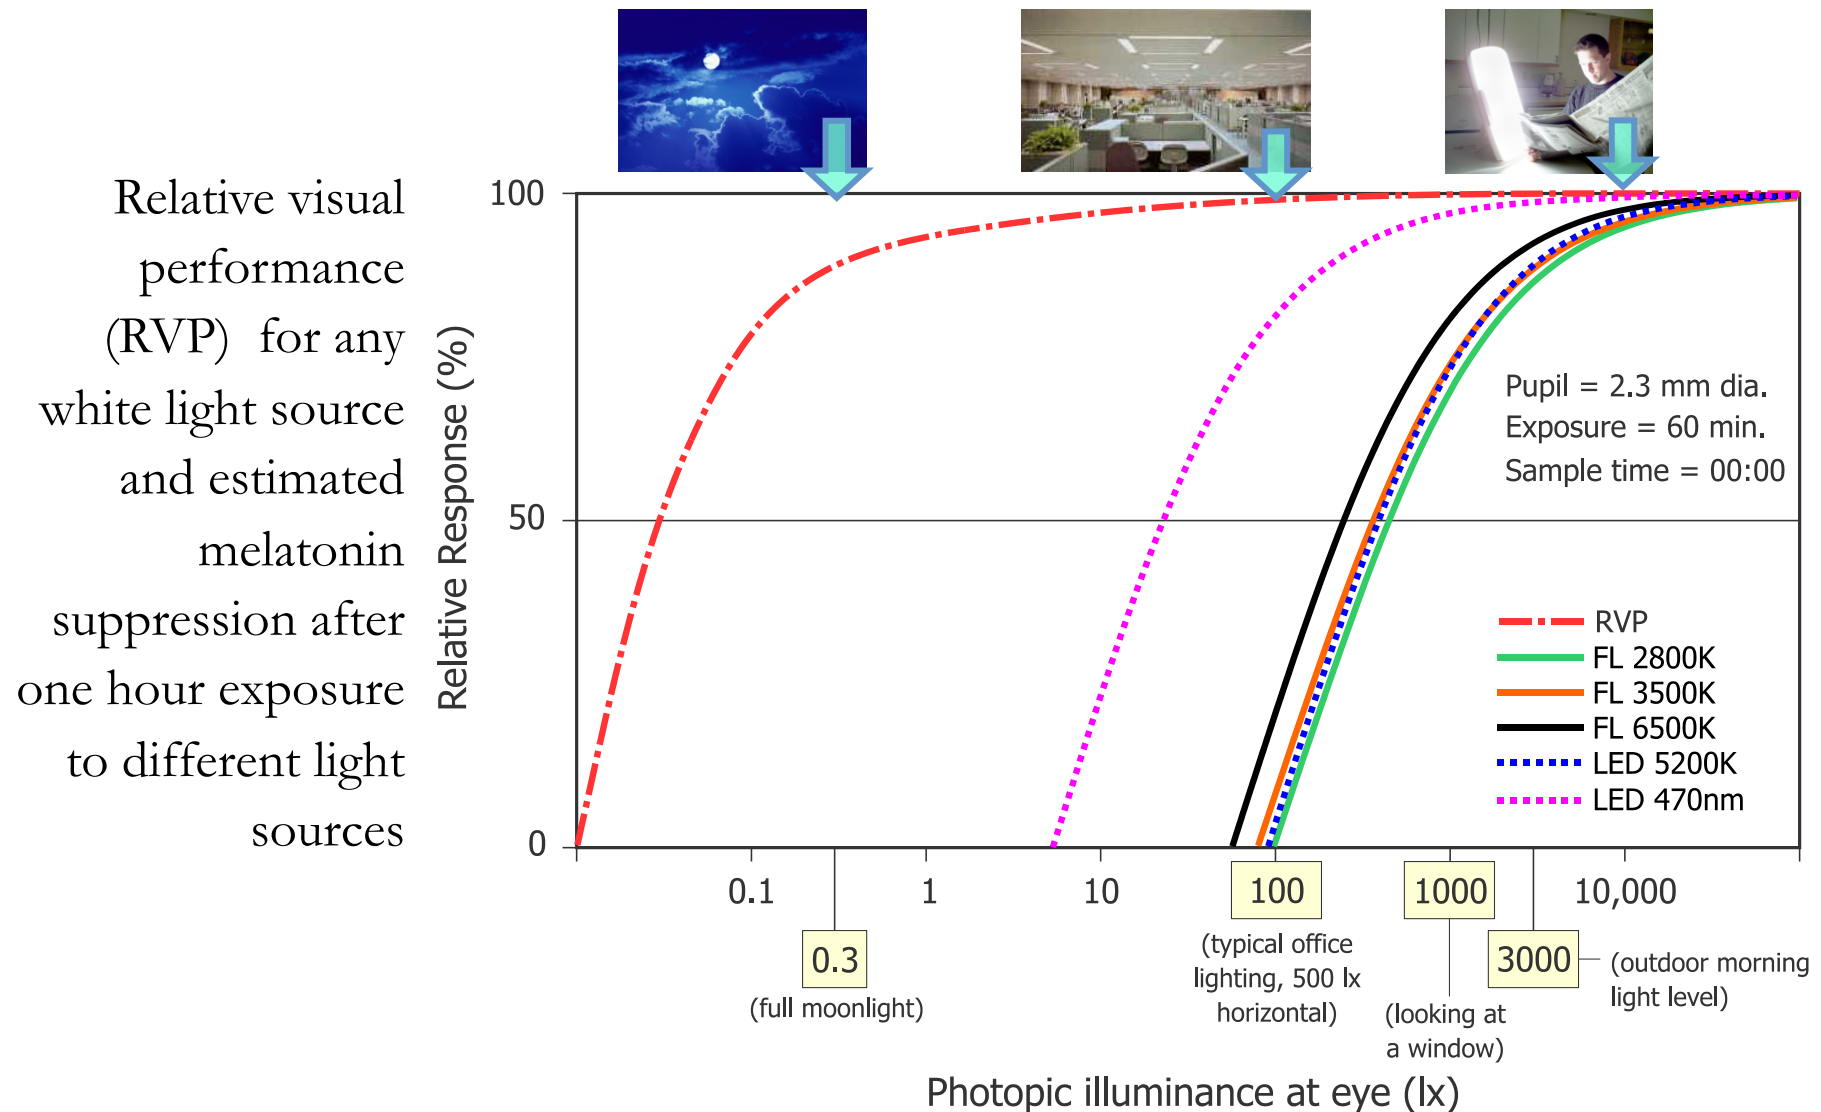 Relative visual
performance
(RVP) for any
white light source
and estimated
melatonin
suppression after
one hour exposure
to different light
sources
Relative Response (%)
100
50
0
Pupil = 2.3 mm dia.
Exposure = 60 min.
Sample time = 00:00
RVP
FL 2800K
FL 3500K
FL 6500K
LED 5200K
LED 470nm
0.1
1
10
100
1000
10,000
0.3
(full moonlight)
(typical office
lighting, 500 lx
horizontal)
(looking at
a window)
3000
(outdoor morning
light level)
Photopic illuminance at eye (lx)